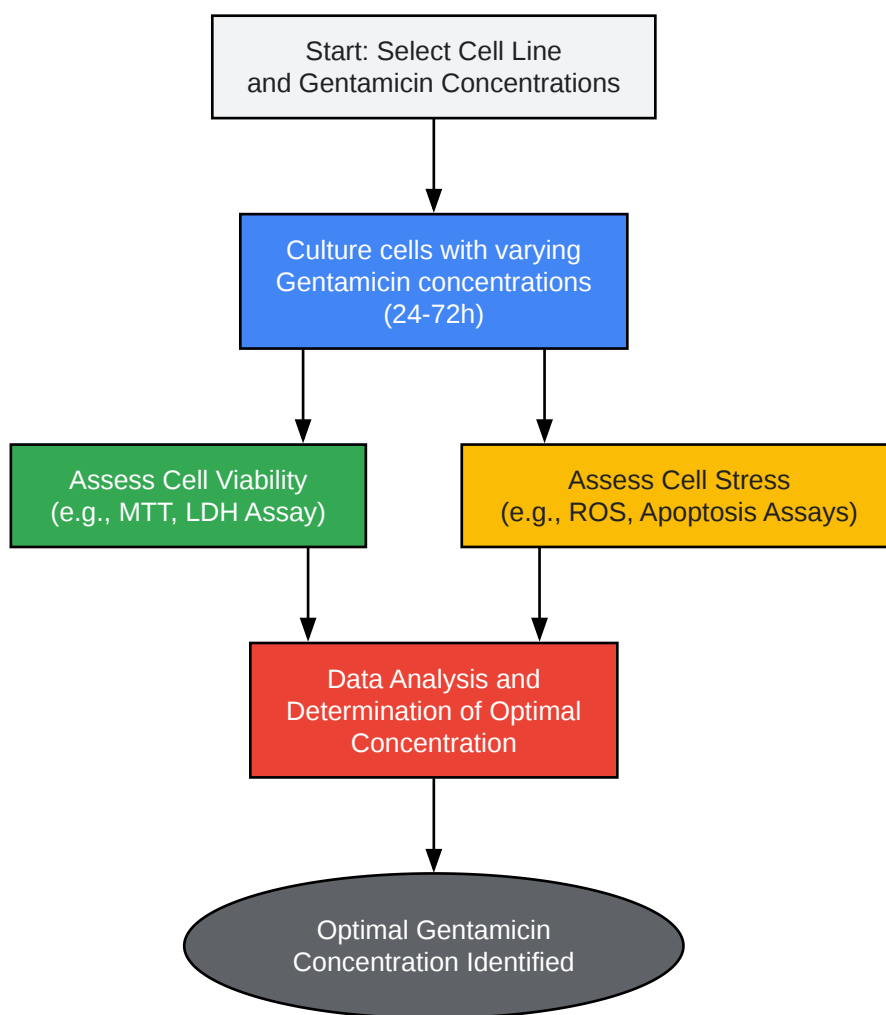 Start: Select Cell Line
and Gentamicin Concentrations
Culture cells with varying
Gentamicin concentrations
(24-72h)
Assess Cell Viability
(e.g., MTT, LDH Assay)
Assess Cell Stress
(e.g., ROS, Apoptosis Assays)
Data Analysis and
Determination of Optimal
Concentration
Optimal Gentamicin
Concentration Identified